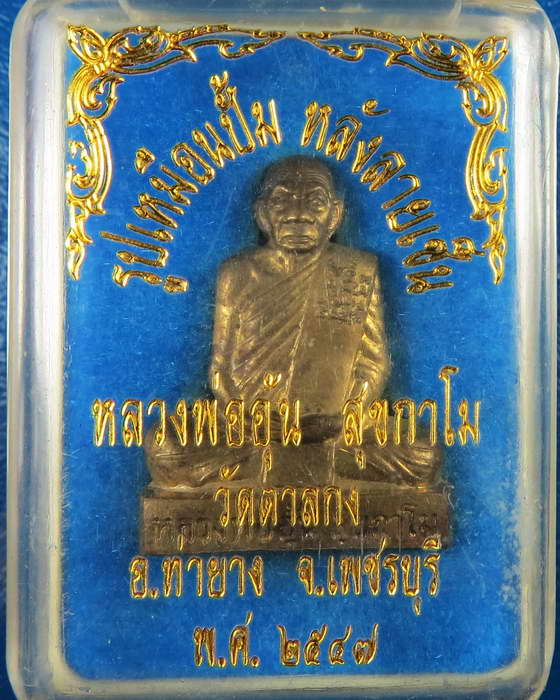 รูปเหมือนปั้ม หลังลายเซ็น
หลวงพ่ออุ้น สุขกาโม
วัดตาลกง
อ.ท่ายาง จ.เพชรบุรี
พ.ศ. ๒๕๔๗